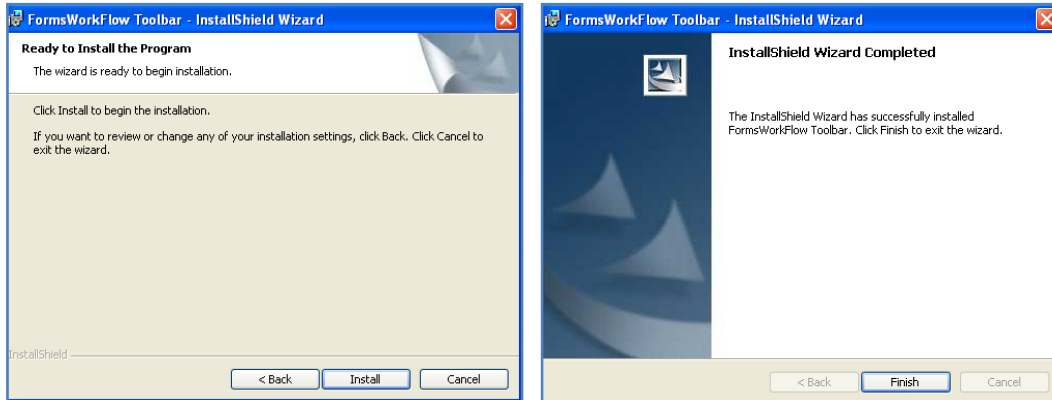 FormsWorkFlow Toolbar - InstallShield Wizard
Ready to Install the Program
The wizard is ready to begin installation.
Click Install to begin the installation.
If you want to review or change any of your installation settings, click Back. Click Cancel to
exit the wizard.
InstallShield
< Back
Install
Cancel
FormsWorkFlow Toolbar - InstallShield Wizard
InstallShield Wizard Completed
The InstallShield Wizard has successfully installed
FormsWorkFlow Toolbar. Click Finish to exit the wizard.
< Back
Finish
Cancel